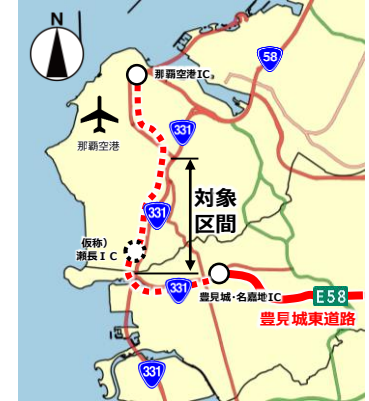 N
那覇空港IC
58
那覇空港
331
対象
区間
331
仮称）
瀬長IC
331
豊見城・名嘉地IC
E58
豊見城東道路
331